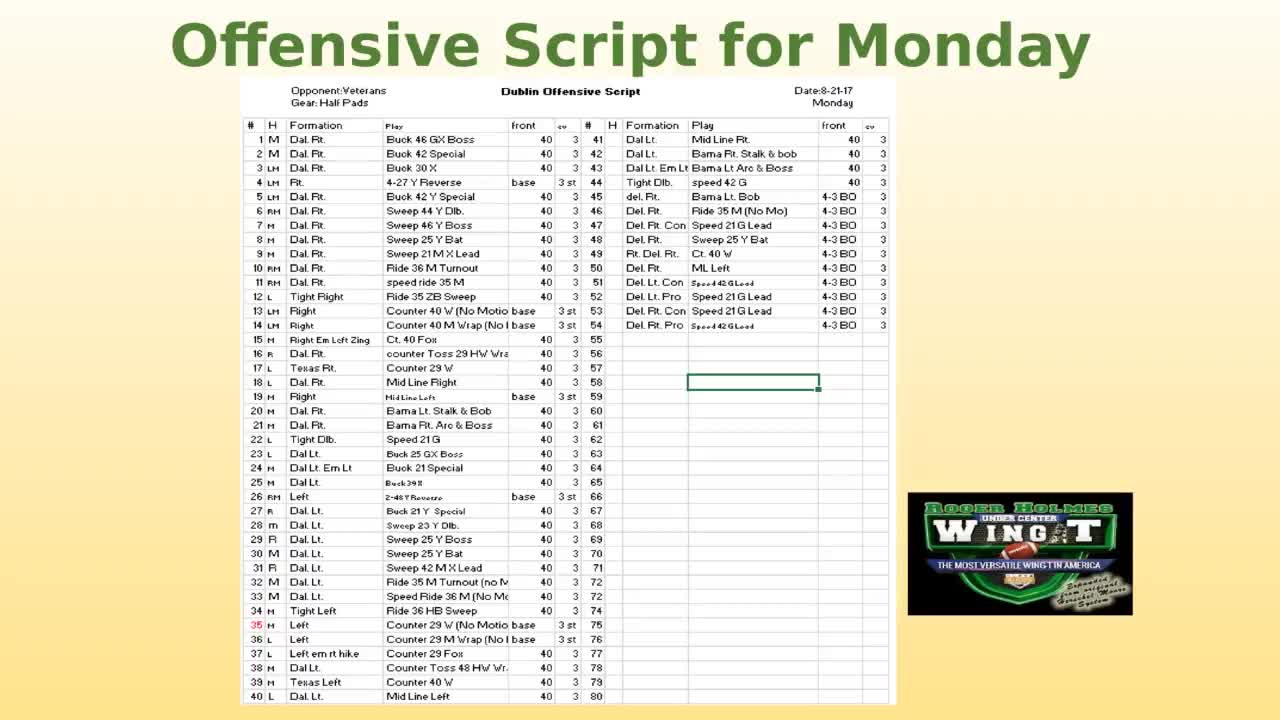 Offensive Script for Monday
Opponent:Veterans Dublin Offensive Script Date:8-21-17
Gear: Half Pads Monday
# H Formation Play front cv # H Formation Play front cv
1 M Dal. Rt. Buck 46 GX Boss 40 3 41 Dal Lt. Mid Line Rt. 40 3
2 M Dal. Rt. Buck 42 Special 40 3 42 Dal Lt. Bama Rt. Stalk & bob 40 3
3 LM Dal. Rt. Buck 30 X 40 3 43 Dal Lt. Em Lt Bama Lt Arc & Boss 40 3
4 LM Rt. 4-27 Y Reverse base 3 st 44 Tight Dlb. speed 42 G 40 3
5 LM Dal. Rt. Buck 42 Y Special 40 3 45 del. Rt. Bama Lt. Bob 4-3 BO 3
6 RM Dal. Rt. Sweep 44 Y Dlb. 40 3 46 Del. Rt. Ride 35 M (No Mo) 4-3 BO 3
7 M Dal. Rt. Sweep 46 Y Boss 40 3 47 Del. Rt. Con Speed 21 G Lead 4-3 BO 3
8 M Dal. Rt. Sweep 25 Y Bat 40 3 48 Del. Rt. Sweep 25 Y Bat 4-3 BO 3
9 M Dal. Rt. Sweep 21 M X Lead 40 3 49 Rt. Del. Rt. Ct. 40 W 4-3 BO 3
10 RM Dal. Rt. Ride 36 M Turnout 40 3 50 Del. Rt. ML Left 4-3 BO 3
11 RM Dal. Rt. speed ride 35 M 40 3 51 Del. Lt. Con Speed 42 G Lead 4-3 BO 3
12 L Tight Right Ride 35 ZB Sweep 40 3 52 Del. Lt. Pro Speed 21 G Lead 4-3 BO 3
13 LM Right Counter 40 W (No Motio base 3 st 53 Del. Rt. Con Speed 21 G Lead 4-3 BO 3
14 LM Right Counter 40 M Wrap (No I base 3 st 54 Del. Rt. Pro Speed 42 G Lead 4-3 BO 3
15 M Right Em Left Zing Ct. 40 Fox 40 3 55
16 R Dal. Rt. counter Toss 29 HW Wra 40 3 56
17 L Texas Rt. Counter 29 W 40 3 57
18 L Dal. Rt. Mid Line Right 40 3 58
19 M Right Mid Line Left base 3 st 59
20 M Dal. Rt. Bama Lt. Stalk & Bob 40 3 60
21 M Dal. Rt. Bama Rt. Arc & Boss 40 3 61
22 L Tight Dlb. Speed 21 G 40 3 62
23 L Dal Lt. Buck 25 GX Boss 40 3 63
24 M Dal Lt. Em Lt Buck 21 Special 40 3 64
25 M Dal Lt. Buck 39 X 40 3 65
26 RM Left 2-48 Y Reverse base 3 st 66
27 R Dal. Lt. Buck 21 Y Special 40 3 67
28 m Dal. Lt. Sweep 23 Y Dlb. 40 3 68
29 R Dal. Lt. Sweep 25 Y Boss 40 3 69
30 M Dal. Lt. Sweep 25 Y Bat 40 3 70
31 R Dal. Lt. Sweep 42 M X Lead 40 3 71
32 M Dal. Lt. Ride 35 M Turnout (no M 40 3 72
33 M Dal. Lt. Speed Ride 36 M (No Mo 40 3 72
34 M Tight Left Ride 36 HB Sweep 40 3 74
35 M Left Counter 29 W (No Motio base 3 st 75
36 L Left Counter 29 M Wrap (No I base 3 st 76
37 L Left em rt hike Counter 29 Fox 40 3 77
38 M Dal Lt. Counter Toss 48 HW Wr 40 3 78
39 M Texas Left Counter 40 W 40 3 79
40 L Dal. Lt. Mid Line Left 40 3 80
ROGER HOLMES
UNDER CENTER
WING T
THE MOST VERSATILE WING T IN AMERICA